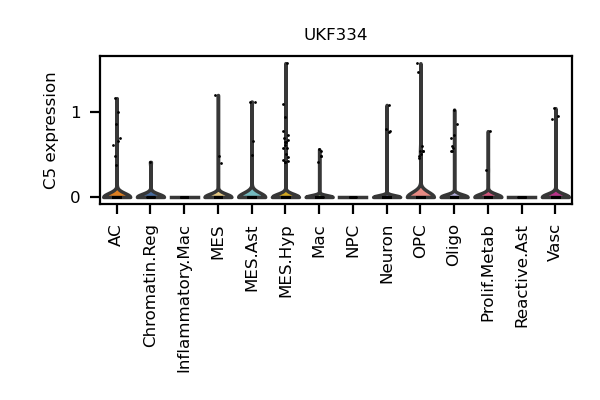 UKF334
C5 expression
1
0
AC
Chromatin.Reg
Inflammatory.Mac
MES
MES.Ast
MES.Hyp
Mac
NPC
Neuron
OPC
Oligo
Prolif.Metab
Reactive.Ast
Vasc